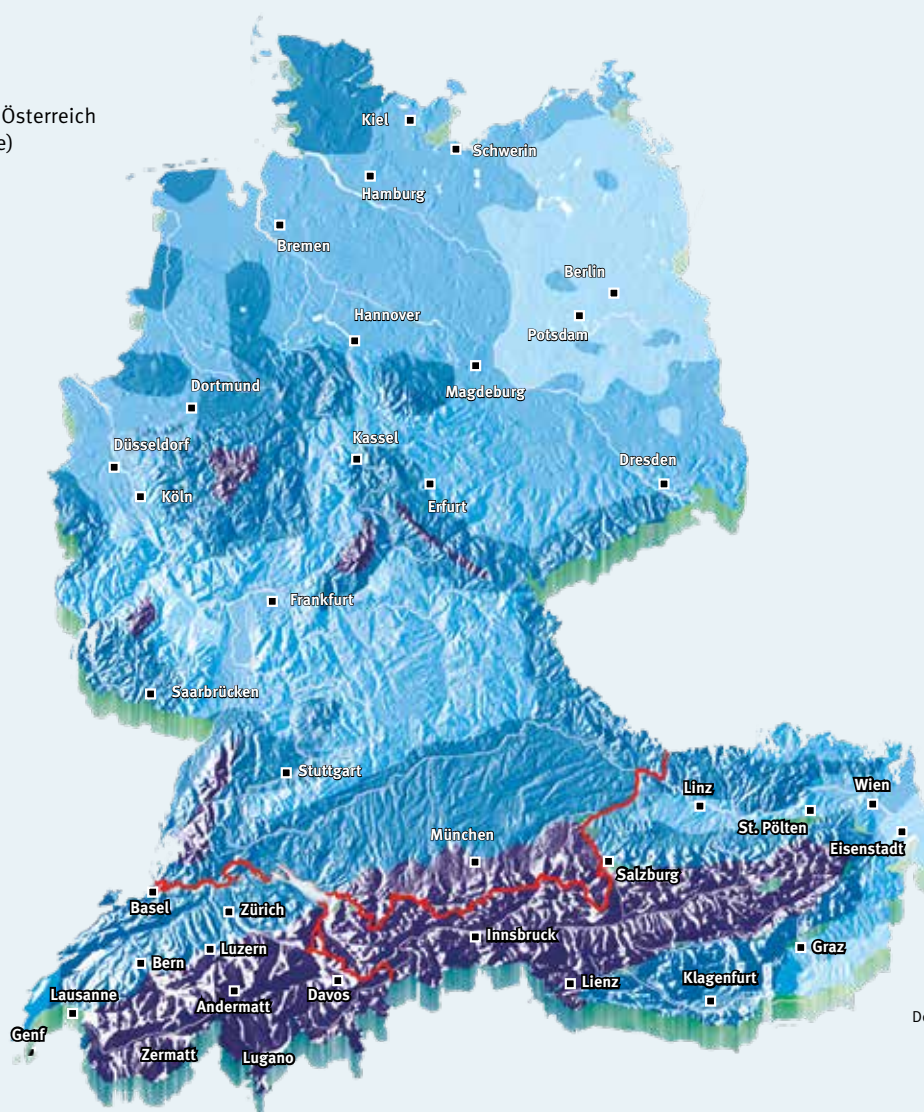 Österreich
e)
Kiel
Schwerin
Hamburg
Bremen
Berlin
Hannover
Potsdam
Magdeburg
Dortmund
Düsseldorf
Kassel
Dresden
Köln
Erfurt
Frankfurt
Saarbrücken
Stuttgart
Linz
Wien
St. Pölten
München
Eisenstadt
Salzburg
Basel
Zürich
Innsbruck
Luzern
Graz
Bern
Lausanne
Andermatt
Davos
Lienz
Klagenfurt
De
Genf
Zermatt
Lugano